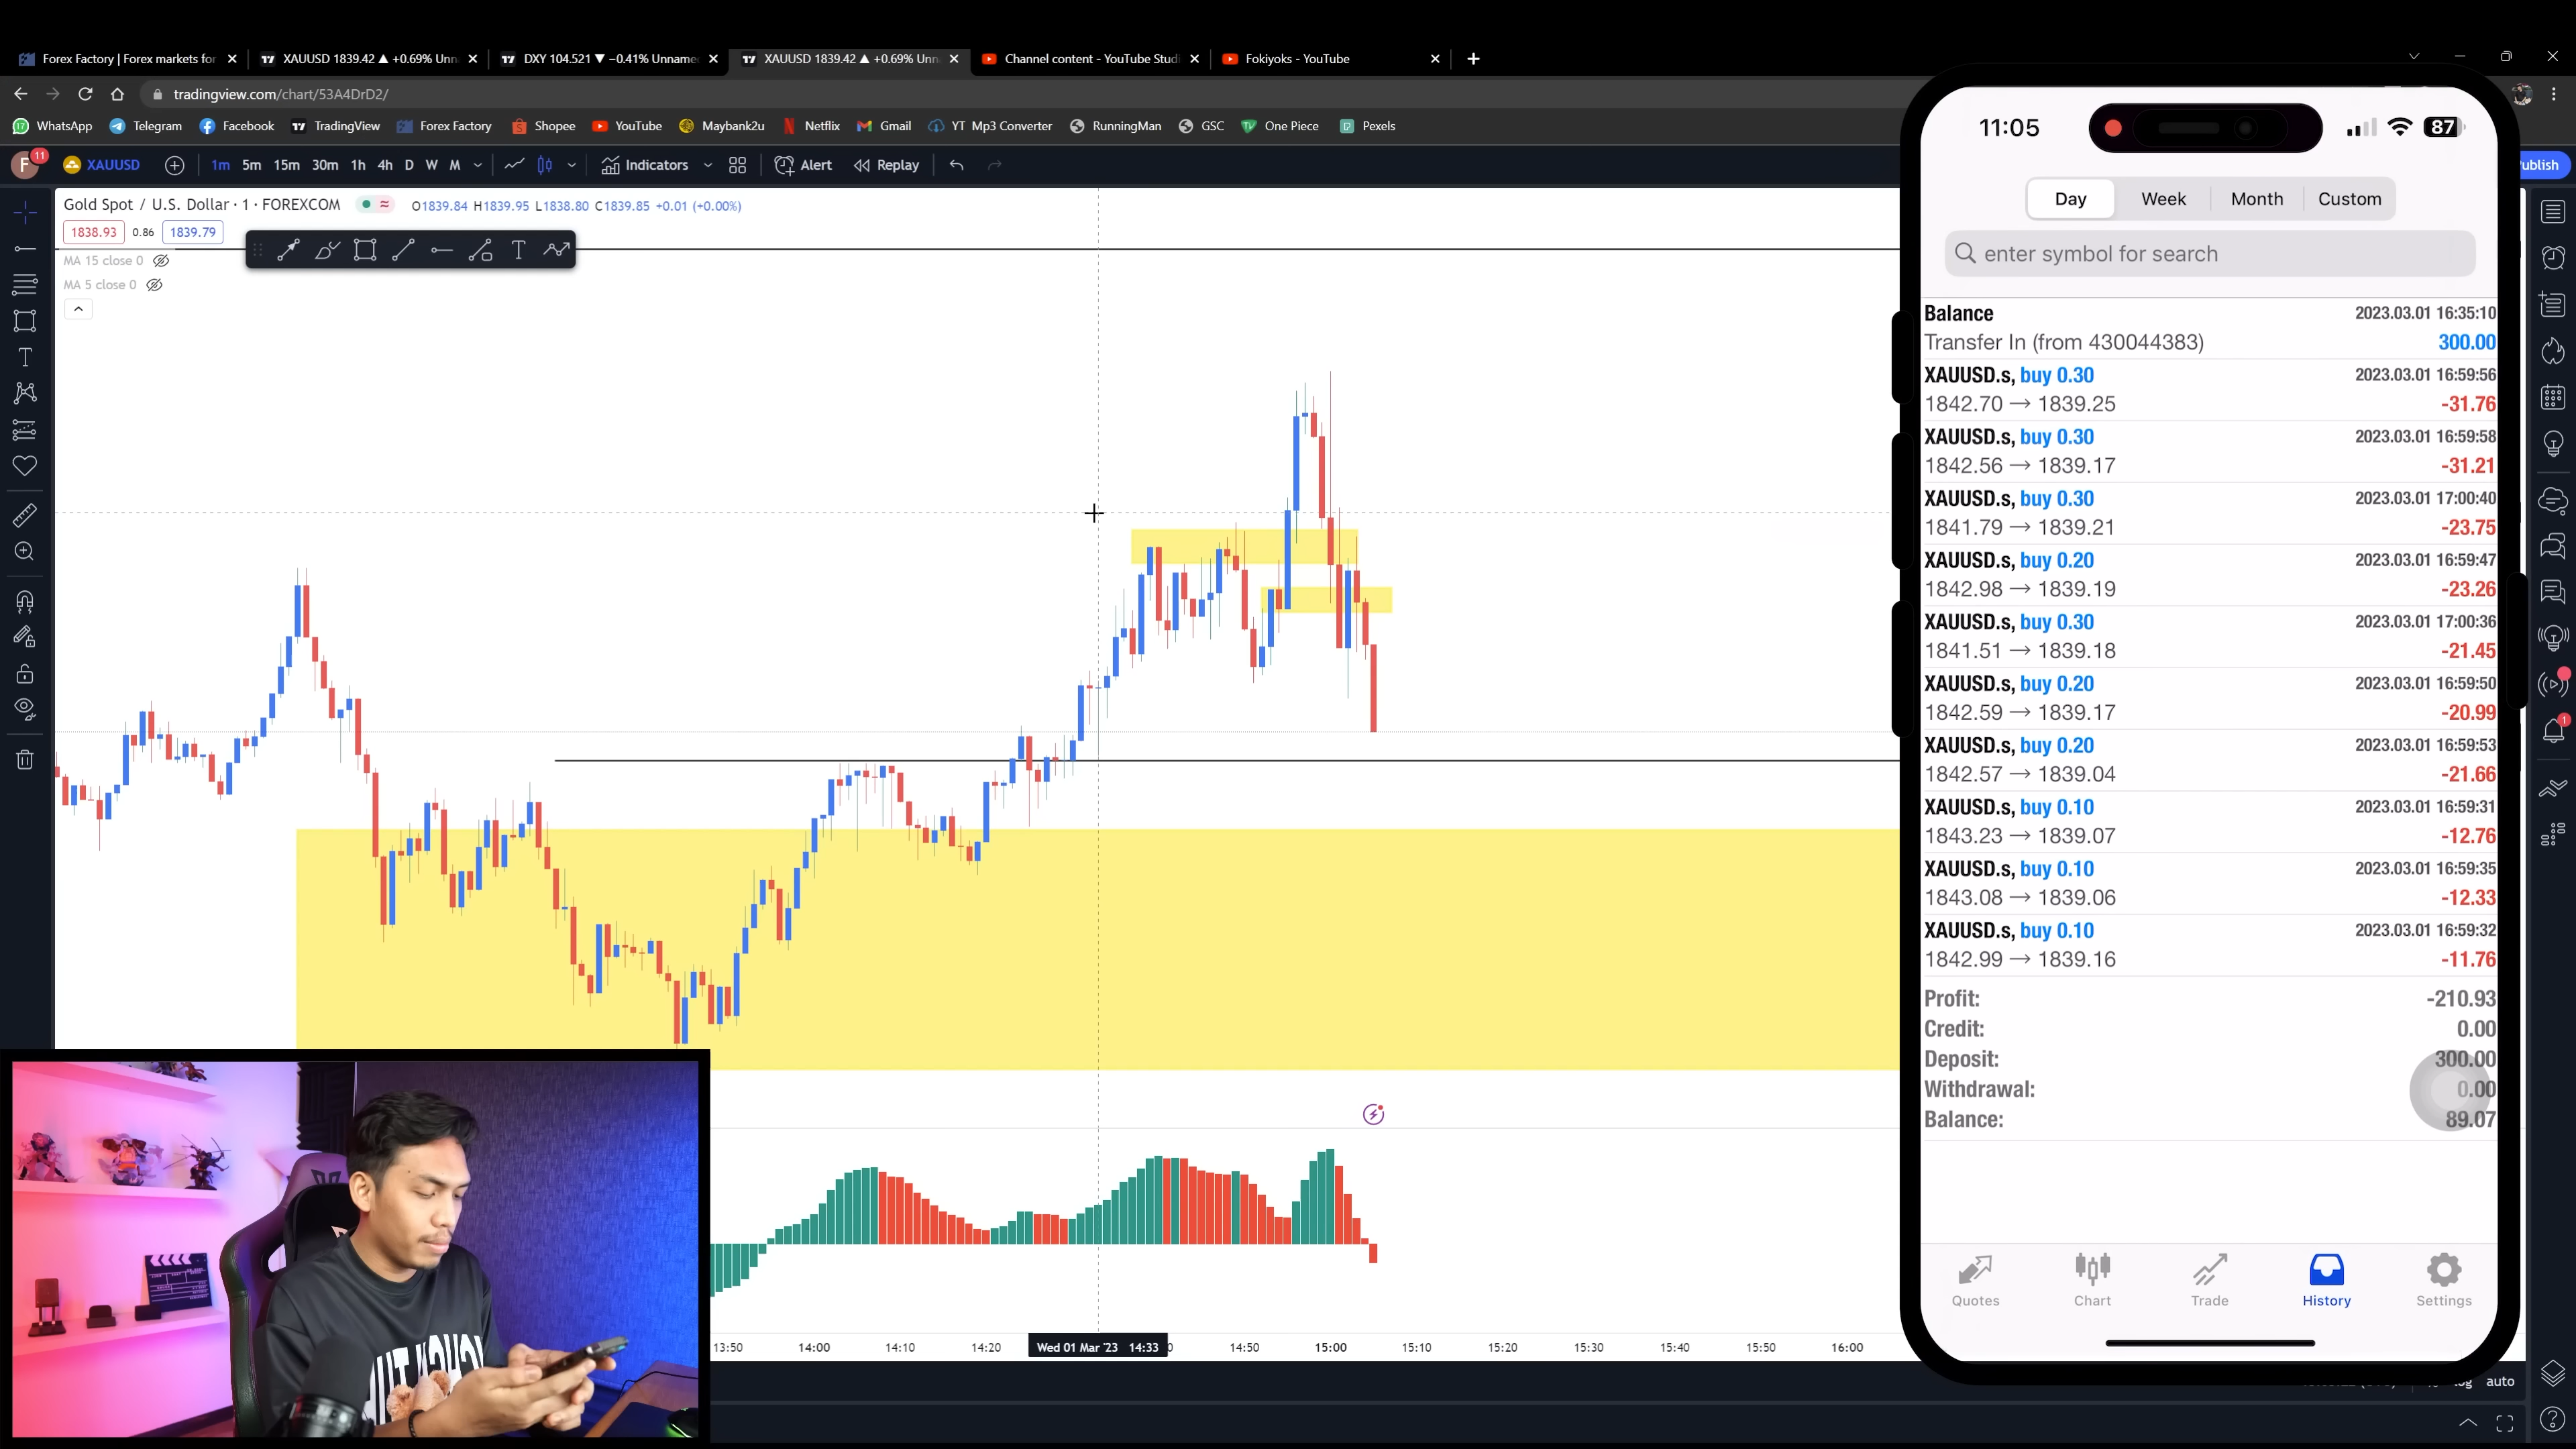 Forex Factory | Forex markets for
XAUUSD 1839.42 ▲ +0.69% Unn
DXY 104.521 ▼ −0.41% Unname
XAUUSD 1839.42 ▲ +0.69% Unn
Channel content - YouTube Studi
Fokiyoks - YouTube
tradingview.com/chart/53A4DrD2/
WhatsApp
Telegram
Facebook
TradingView
Forex Factory
Shopee
YouTube
Maybank2u
Netflix
Gmail
YT Mp3 Converter
RunningMan
GSC
One Piece
Pexels
F 11
XAUUSD
1m 5m 15m 30m 1h 4h D W M
Indicators
Alert
Replay
ublish
Gold Spot / U.S. Dollar · 1 · FOREXCOM
O1839.84 H1839.95 L1838.80 C1839.85 +0.01 (+0.00%)
1838.93 0.86 1839.79
MA 15 close 0
MA 5 close 0
13:50 14:00 14:10 14:20 Wed 01 Mar '23 14:33 14:50 15:00 15:10 15:20 15:30 15:40 15:50 16:00
auto
11:05
87
Day Week Month Custom
enter symbol for search
Balance 2023.03.01 16:35:10
Transfer In (from 430044383) 300.00
XAUUSD.s, buy 0.30 2023.03.01 16:59:56
1842.70 → 1839.25 -31.76
XAUUSD.s, buy 0.30 2023.03.01 16:59:58
1842.56 → 1839.17 -31.21
XAUUSD.s, buy 0.30 2023.03.01 17:00:40
1841.79 → 1839.21 -23.75
XAUUSD.s, buy 0.20 2023.03.01 16:59:47
1842.98 → 1839.19 -23.26
XAUUSD.s, buy 0.30 2023.03.01 17:00:36
1841.51 → 1839.18 -21.45
XAUUSD.s, buy 0.20 2023.03.01 16:59:50
1842.59 → 1839.17 -20.99
XAUUSD.s, buy 0.20 2023.03.01 16:59:53
1842.57 → 1839.04 -21.66
XAUUSD.s, buy 0.10 2023.03.01 16:59:31
1843.23 → 1839.07 -12.76
XAUUSD.s, buy 0.10 2023.03.01 16:59:35
1843.08 → 1839.06 -12.33
XAUUSD.s, buy 0.10 2023.03.01 16:59:32
1842.99 → 1839.16 -11.76
Profit: -210.93
Credit: 0.00
Deposit: 300.00
Withdrawal: 0.00
Balance: 89.07
Quotes Chart Trade History Settings